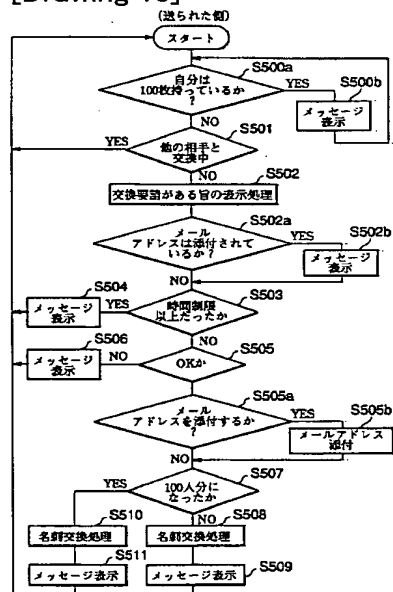 [Drawing 10]
(送られた側)
スタート
S500a
自分は
100枚持っているか
?
YES
S500b
メッセージ
表示
NO
S501
YES
他の相手と
交換中
NO
S502
交換要請がある旨の表示処理
S502a
メール
アドレスは添付されて
いるか?
YES
S502b
メッセージ
表示
NO
S504
S503
メッセージ
表示
YES
時間制限
以上だったか
S506
NO
S505
メッセージ
表示
NO
OKか
S505a
メール
アドレスを添付するか
?
YES
S505b
メールアドレス
添付
NO
S507
YES
100人分に
なったか
S510
NO
S508
名刺交換処理
名刺交換処理
S511
メッセージ表示
メッセージ表示
S509